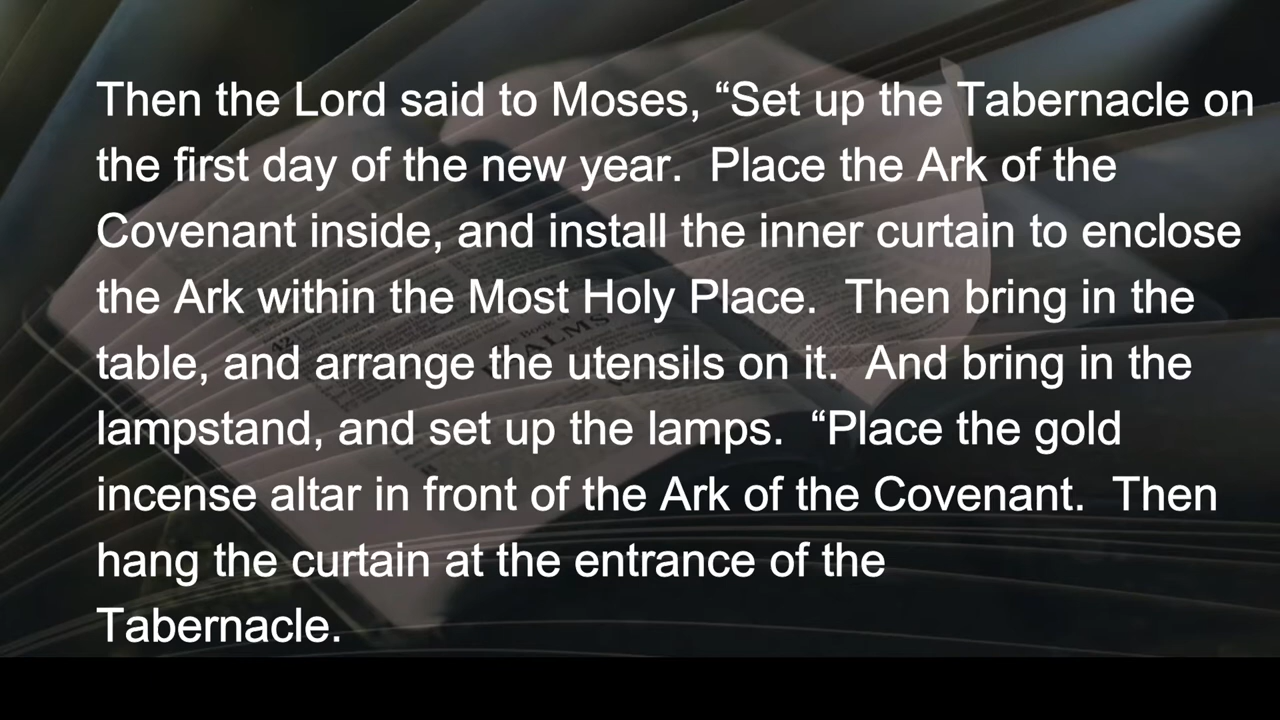 Then the Lord said to Moses, “Set up the Tabernacle on
the first day of the new year.  Place the Ark of the
Covenant inside, and install the inner curtain to enclose
the Ark within the Most Holy Place.  Then bring in the
table, and arrange the utensils on it.  And bring in the
lampstand, and set up the lamps.  “Place the gold
incense altar in front of the Ark of the Covenant.  Then
hang the curtain at the entrance of the
Tabernacle.